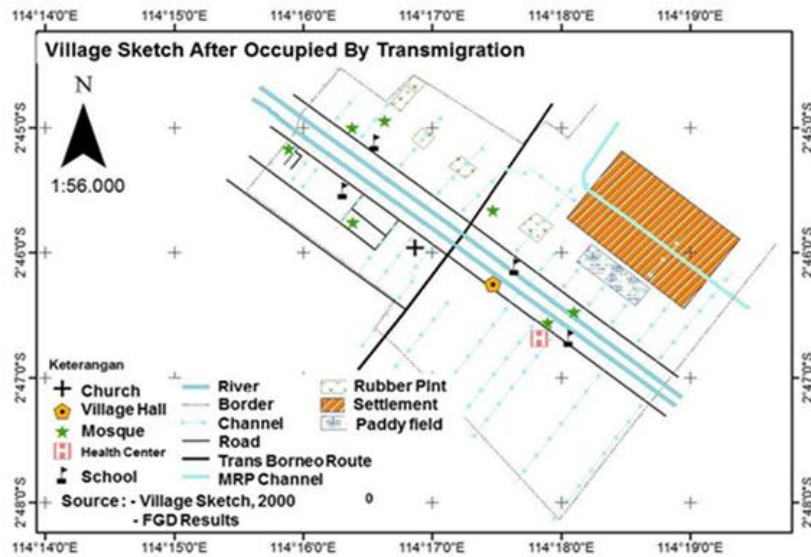 114°14'0"E 114°15'0"E 114°16'0"E 114°17'0"E 114°18'0"E 114°19'0"E
Village Sketch After Occupied By Transmigration
N
1:56.000
2°45'0"S 2°45'0"S
2°46'0"S 2°46'0"S
2°47'0"S 2°47'0"S
2°48'0"S 2°48'0"S
Keterangan
Church
Village Hall
Mosque
Health Center
School
River
Border
Channel
Road
Trans Borneo Route
MRP Channel
Rubber Plnt
Settlement
Paddy field
Source : - Village Sketch, 2000
- FGD Results
0
114°14'0"E 114°15'0"E 114°16'0"E 114°17'0"E 114°18'0"E 114°19'0"E